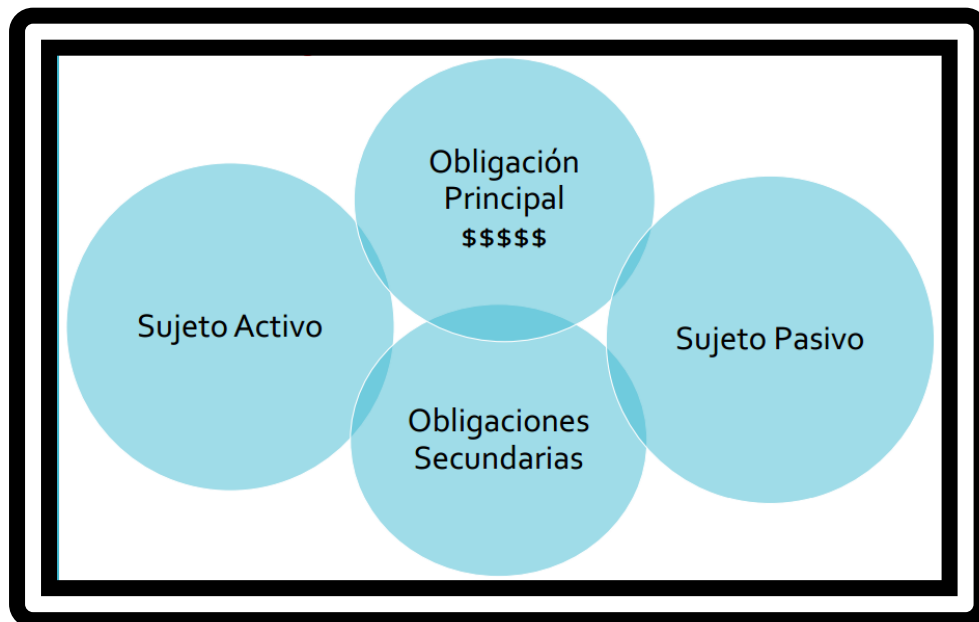 Obligación
Principal
$$$$$
Sujeto Activo
Sujeto Pasivo
Obligaciones
Secundarias